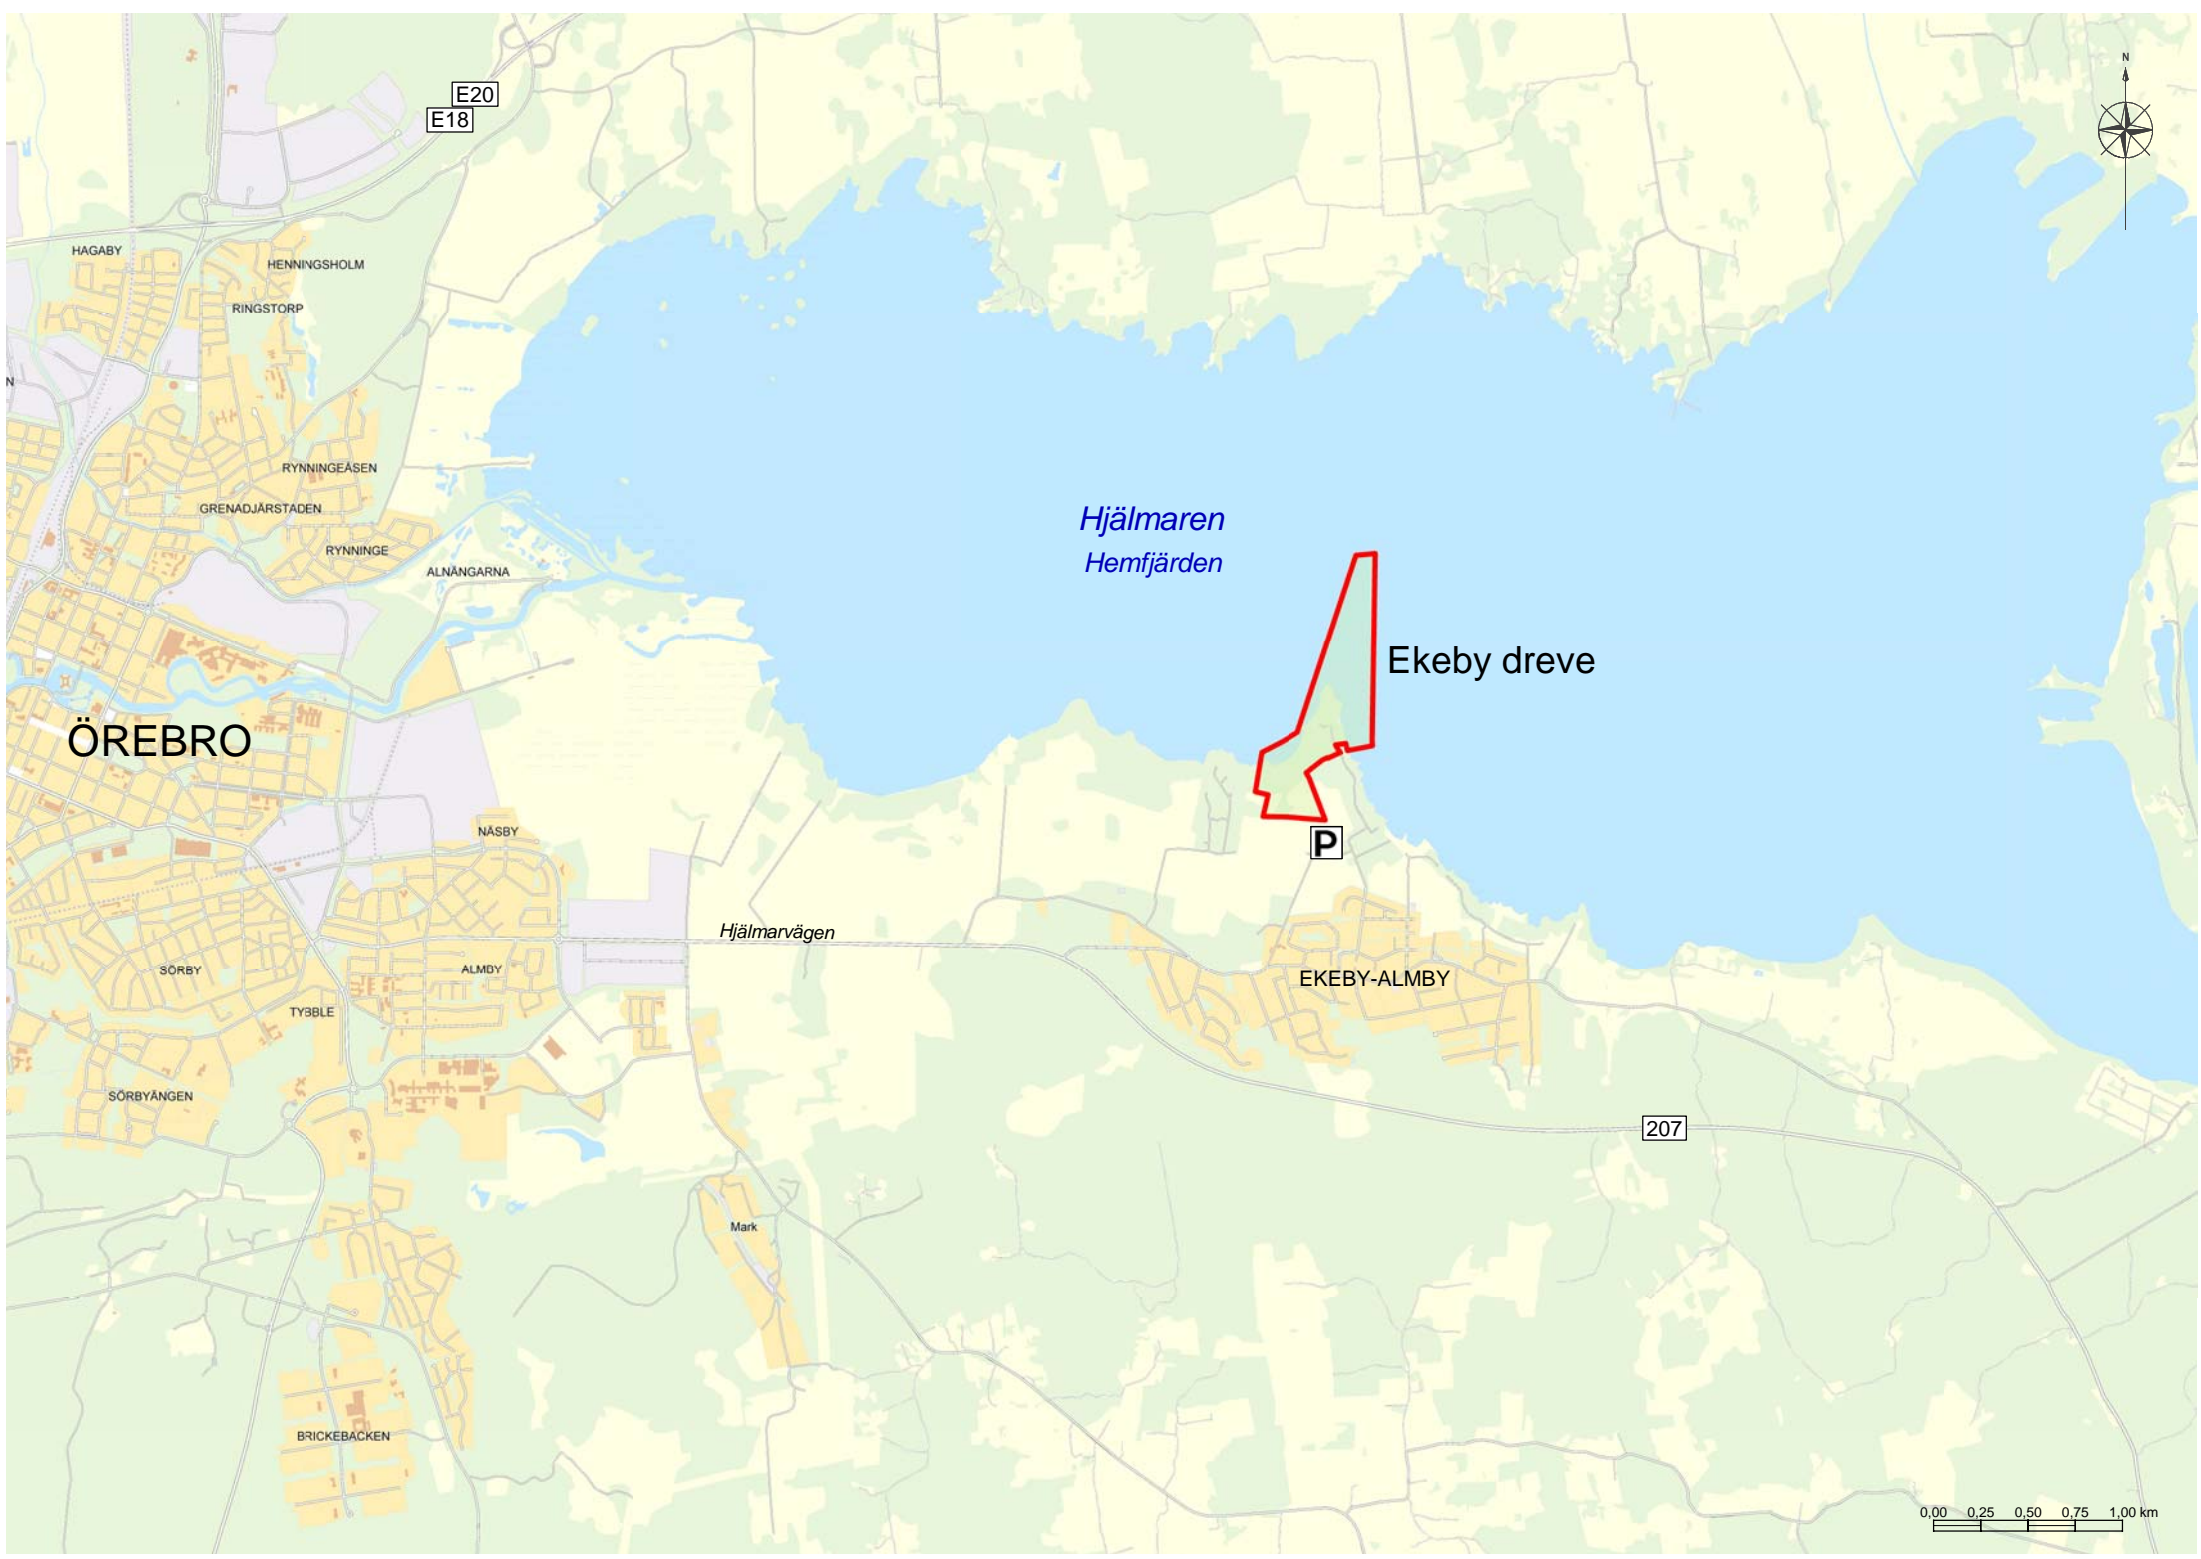 N
E20
E18
HAGABY
HENNINGSHOLM
RINGSTORP
N
RYNNINGEÅSEN
GRENADJÄRSTADEN
Hjälmaren
RYNNINGE
Hemfjärden
ALNÄNGARNA
Ekeby dreve
ÖREBRO
NÄSBY
P
Hjälmarvägen
SÖRBY
ALMBY
EKEBY-ALMBY
TYBBLE
SÖRBYÄNGEN
207
Mark
BRICKEBACKEN
0,00 0,25 0,50 0,75 1,00 km